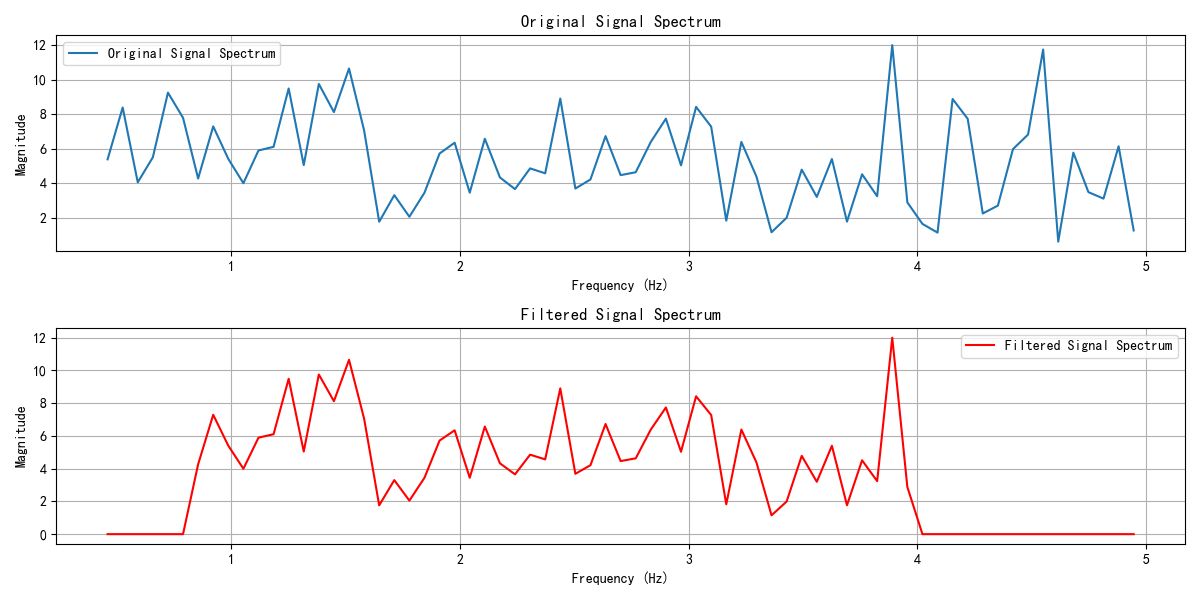 Original Signal Spectrum
Original Signal Spectrum
Magnitude
12
10
8
6
4
2
1 2 3 4 5
Frequency (Hz)
Filtered Signal Spectrum
Filtered Signal Spectrum
Magnitude
12
10
8
6
4
2
0
1 2 3 4 5
Frequency (Hz)